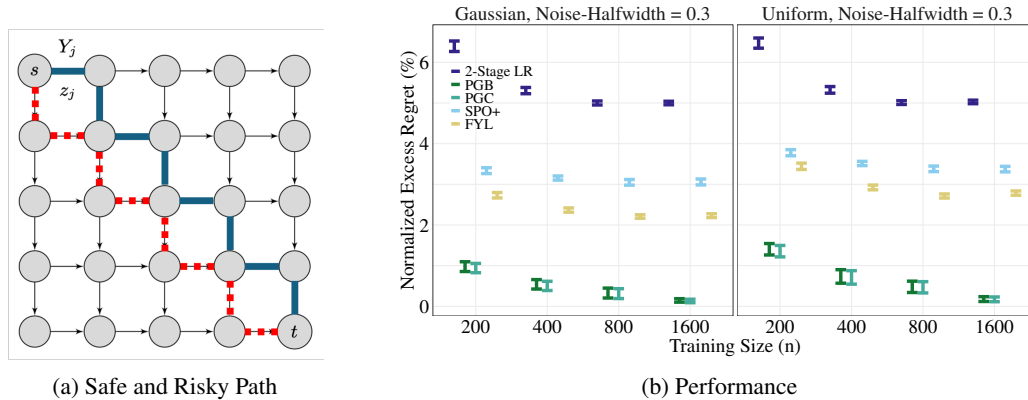 s
Y_j
z_j
t
(a) Safe and Risky Path
Gaussian, Noise-Halfwidth = 0.3
Uniform, Noise-Halfwidth = 0.3
Normalized Excess Regret (%)
6
4
2
0
2-Stage LR
PGB
PGC
SPO+
FYL
200 400 800 1600
200 400 800 1600
Training Size (n)
(b) Performance